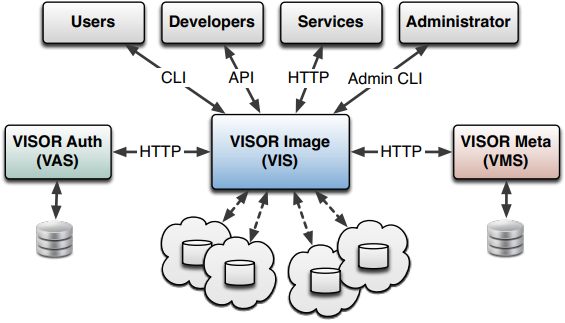 Users
Developers
Services
Administrator
CLI
API
HTTP
Admin CLI
VISOR Auth
(VAS)
HTTP
VISOR Image
(VIS)
HTTP
VISOR Meta
(VMS)